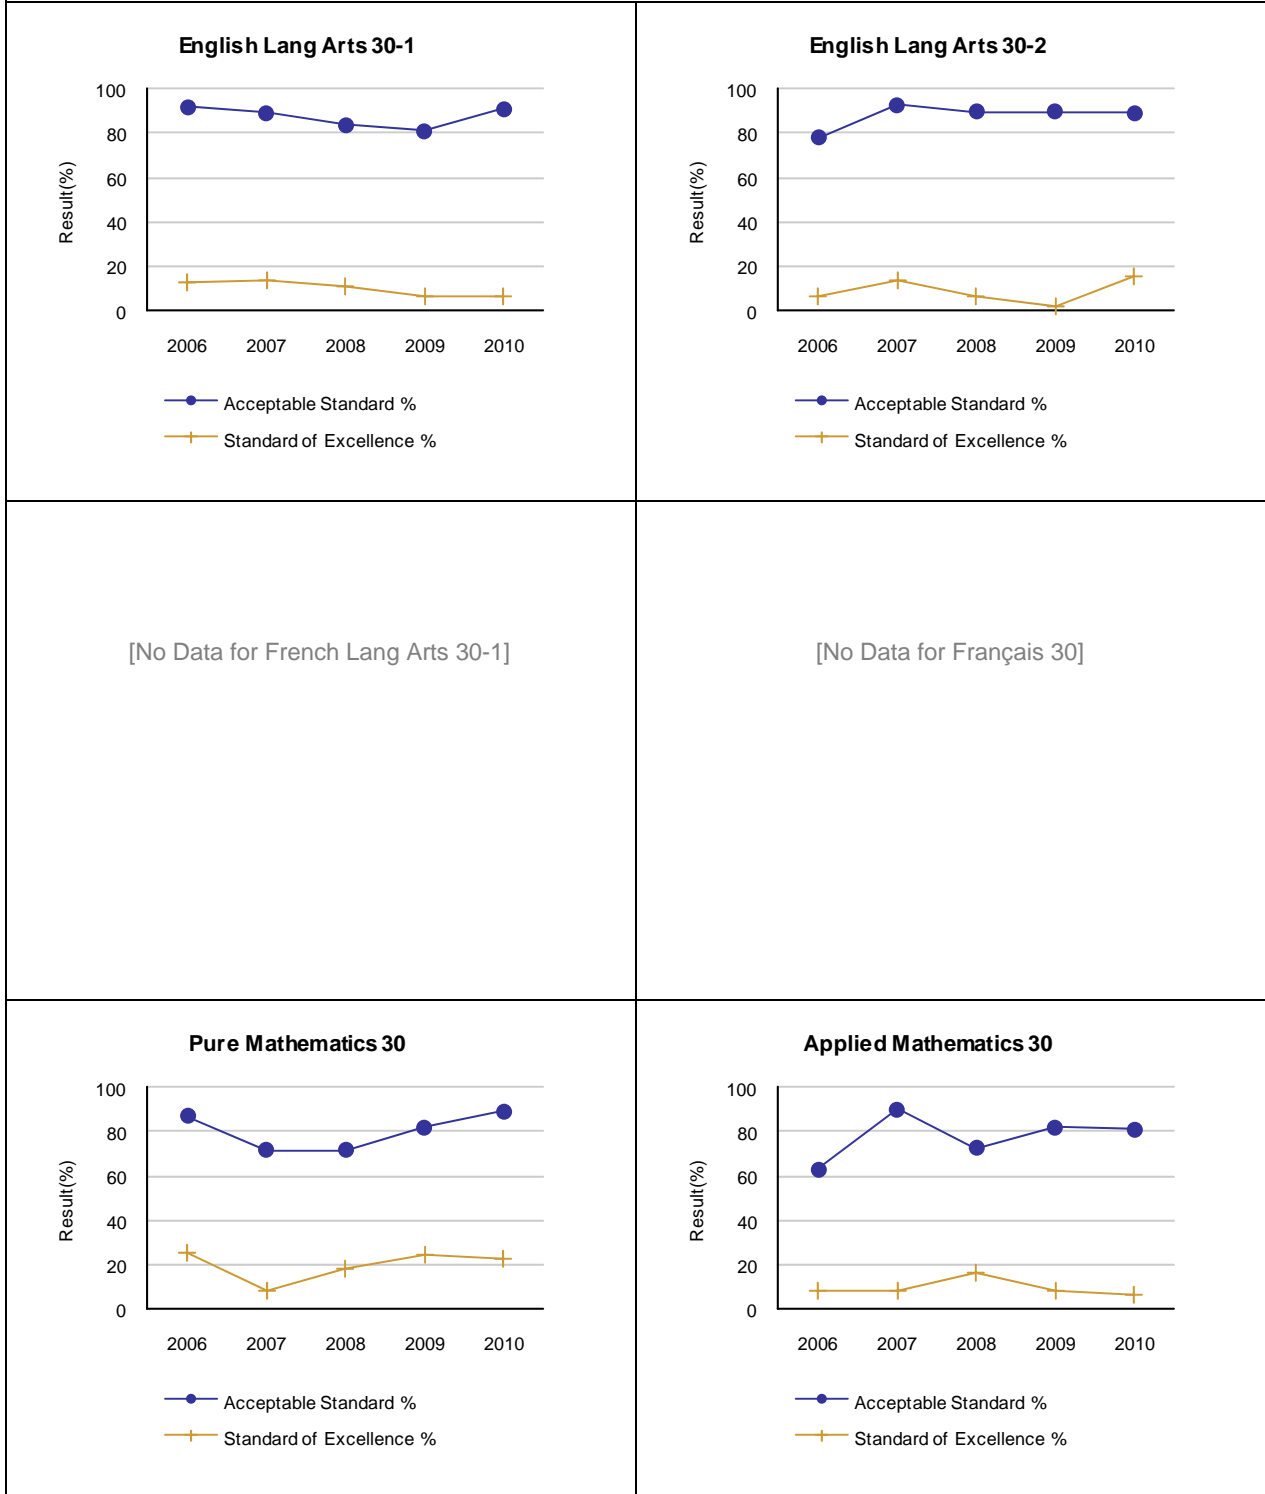 English Lang Arts 30-1
100
80
60
40
20
0
Result(%)
2006 2007 2008 2009 2010
Acceptable Standard %
Standard of Excellence %
English Lang Arts 30-2
100
80
60
40
20
0
Result(%)
2006 2007 2008 2009 2010
Acceptable Standard %
Standard of Excellence %
[No Data for French Lang Arts 30-1]
[No Data for Français 30]
Pure Mathematics 30
100
80
60
40
20
0
Result(%)
2006 2007 2008 2009 2010
Acceptable Standard %
Standard of Excellence %
Applied Mathematics 30
100
80
60
40
20
0
Result(%)
2006 2007 2008 2009 2010
Acceptable Standard %
Standard of Excellence %